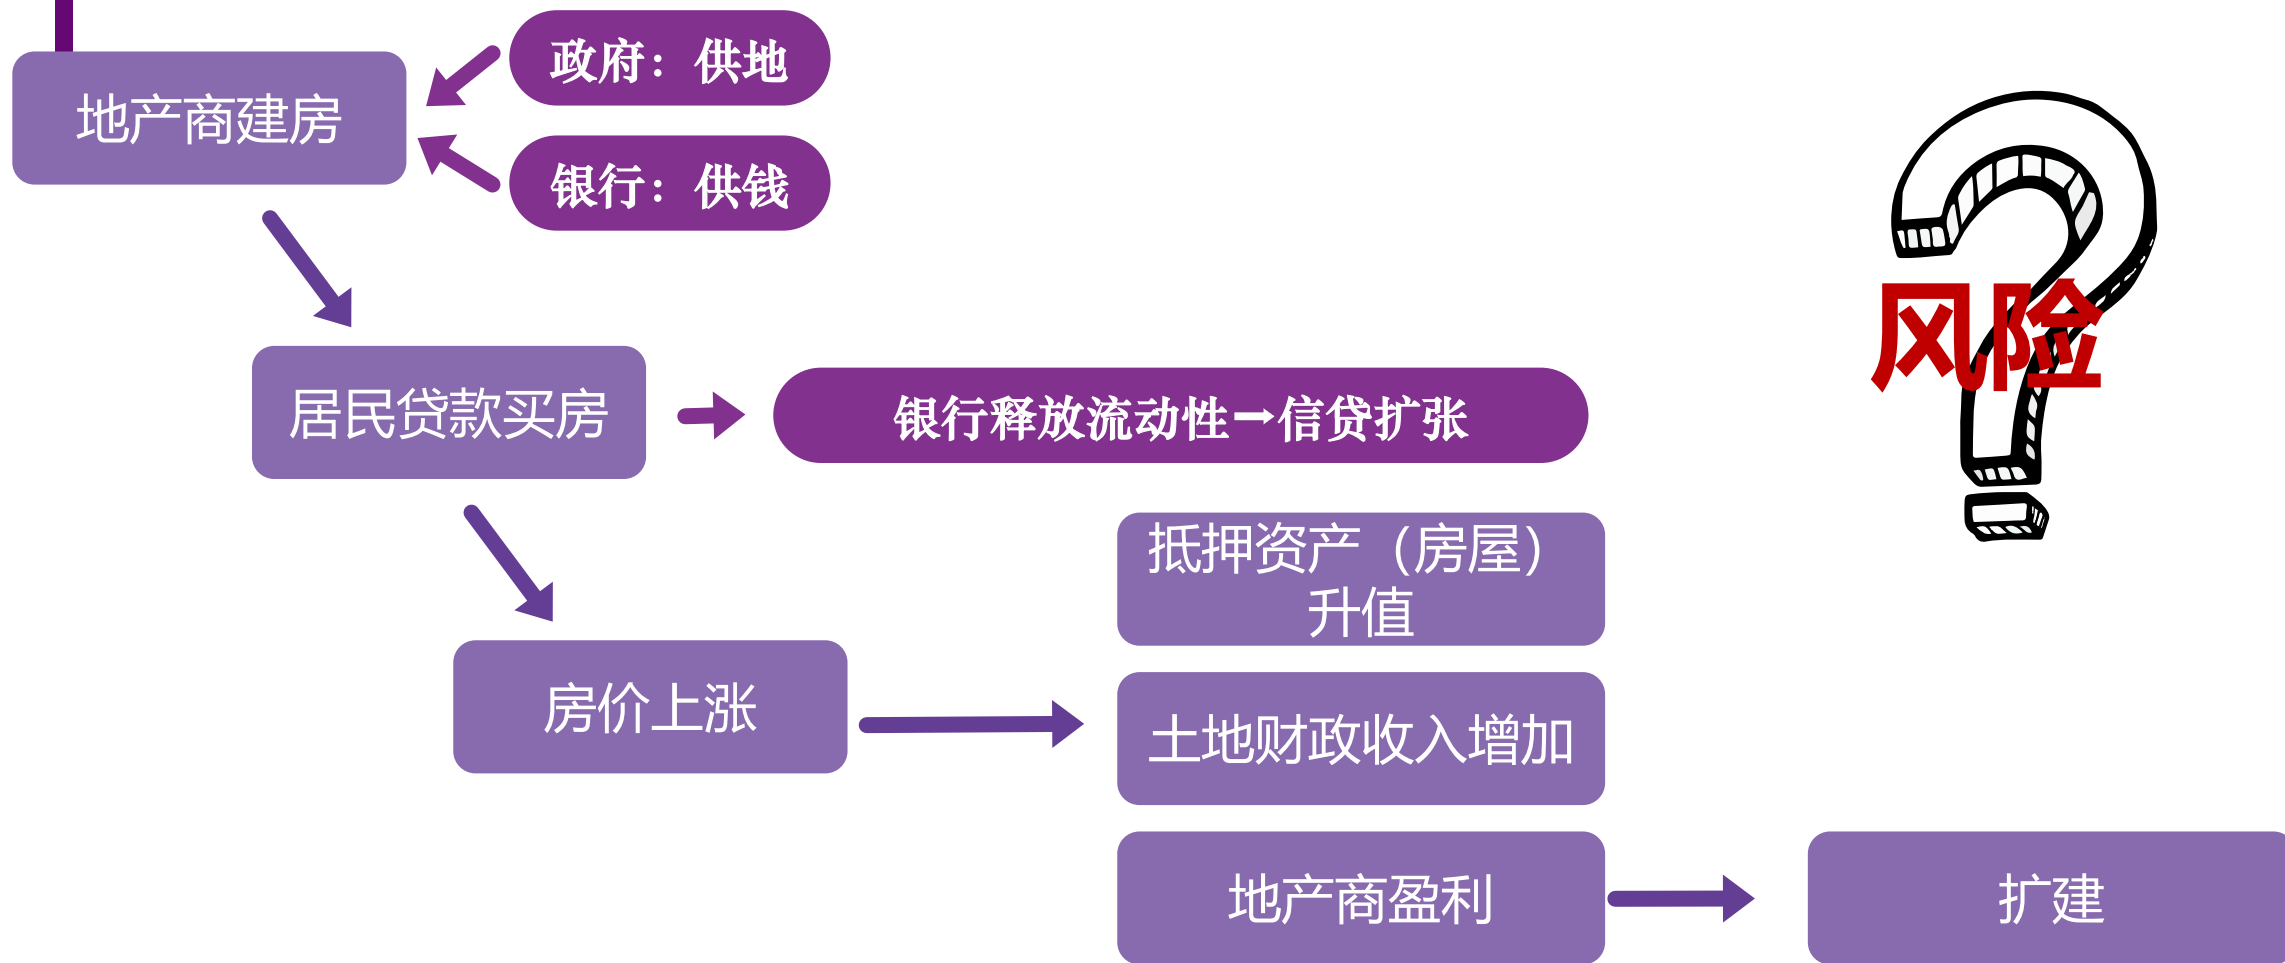 政府：供地
地产商建房
银行：供钱
风险
居民贷款买房
银行释放流动性→信贷扩张
抵押资产（房屋）
升值
房价上涨
土地财政收入增加
地产商盈利
扩建